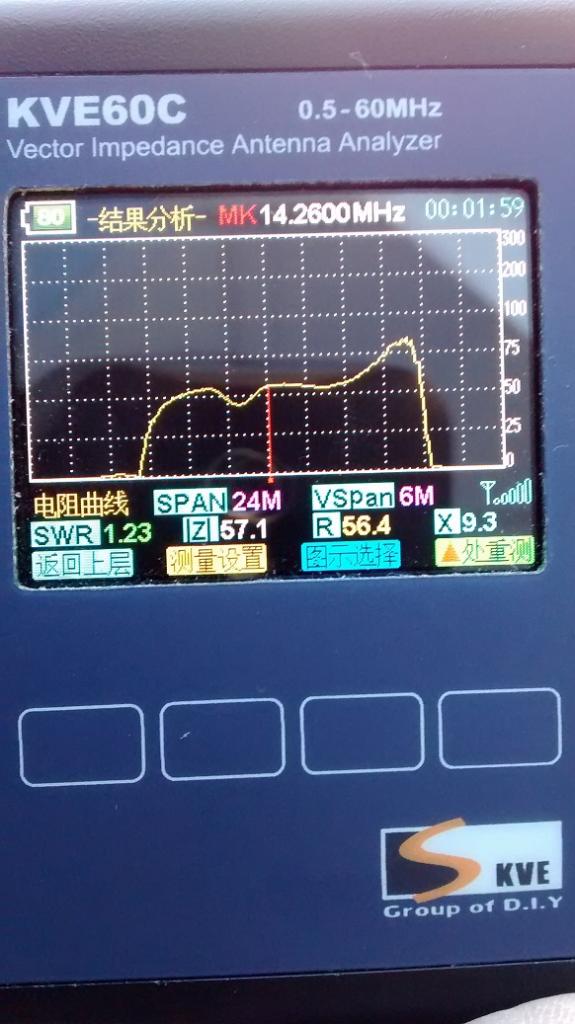 KVE60C 0.5-60MHz
Vector Impedance Antenna Analyzer
80 -结果分析- MK14.2600MHz 00:01:59
300
200
100
75
50
25
0
电阻曲线 SPAN 24M VSpan 6M
SWR 1.23 |Z| 57.1 R 56.4 X 9.3
返回上层 测量设置 图示选择 ▲处重测
S KVE
Group of D.I.Y